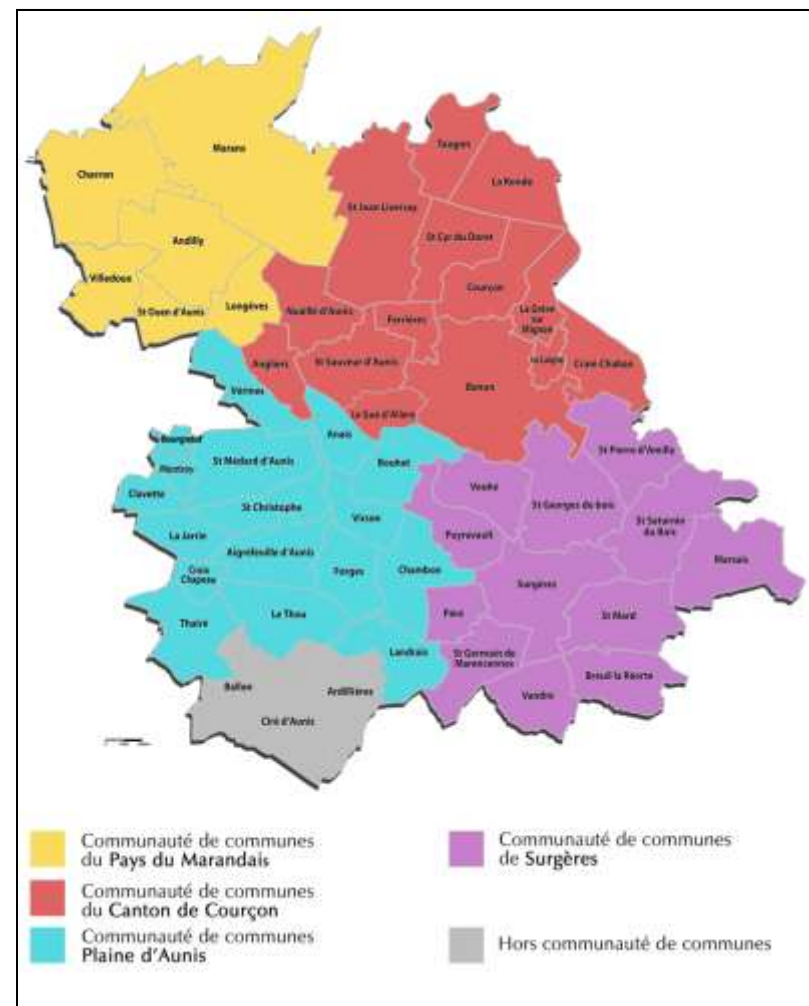 Taugon
Marans
La Ronde
Charron
St Jean Liversay
St Cyr du Doret
Andilly
Courçon
Villedoux
Longèves
St Ouen d'Aunis
Nuaillé d'Aunis
Ferrières
La Grève
sur
Mignon
La Laigne
Cram Chaban
Angliers
St Sauveur d'Aunis
Benon
Vérines
Le Gué d'Alleré
Anais
Bourgneuf
St Pierre d'Amilly
Montroy
St Médard d'Aunis
Bouhet
Vouhé
Clavette
St Georges du bois
St Christophe
Virson
St Saturnin
du Bois
La Jarrie
Péyravault
Aigrefeuille d'Aunis
Marsais
Croix
Chapeau
Forges
Chambon
Surgères
Thairé
Le Thou
Péré
St Mard
Landrais
St Germain de
Marencennes
Breuil la Réorte
Ballon
Ardillières
Vandré
Ciré d'Aunis
Communauté de communes
du Pays du Marandais
Communauté de communes
de Surgères
Communauté de communes
du Canton de Courçon
Communauté de communes
Plaine d'Aunis
Hors communauté de communes